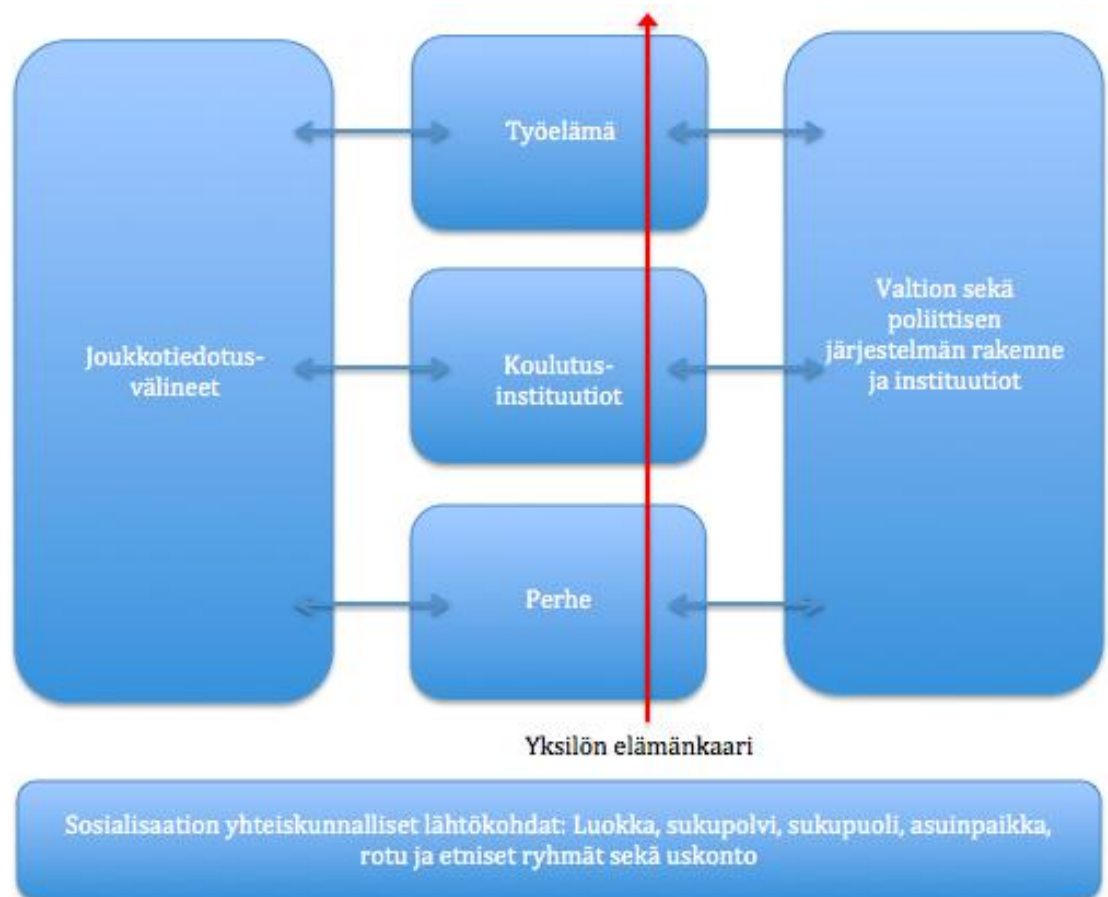 Työelämä
Joukkotiedotus-
välineet
Koulutus-
instituutiot
Valtion sekä
poliittisen
järjestelmän rakenne
ja instituutiot
Perhe
Yksilön elämänkaari
Sosialisaation yhteiskunnalliset lähtökohdat: Luokka, sukupolvi, sukupuoli, asuinpaikka,
rotu ja etniset ryhmät sekä uskonto